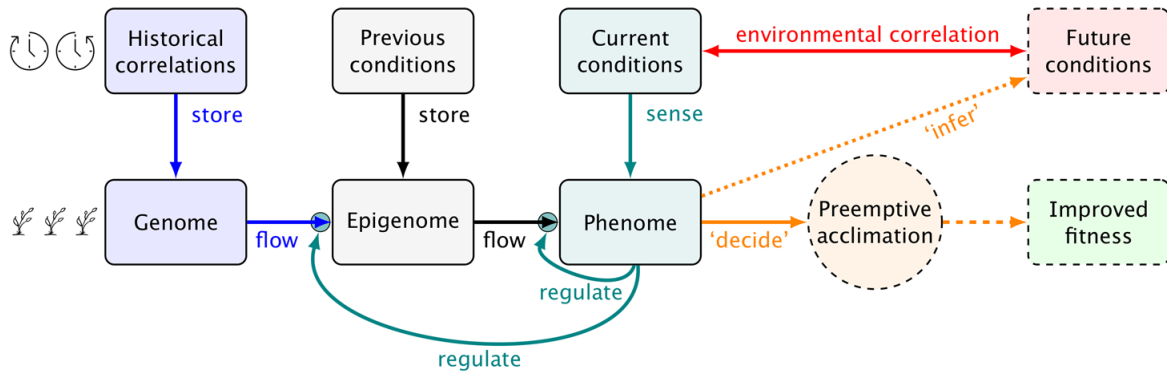 Historical
correlations
Previous
conditions
Current
conditions
environmental correlation
Future
conditions
store
store
sense
'infer'
Genome
flow
Epigenome
flow
Phenome
'decide'
Preemptive
acclimation
Improved
fitness
regulate
regulate